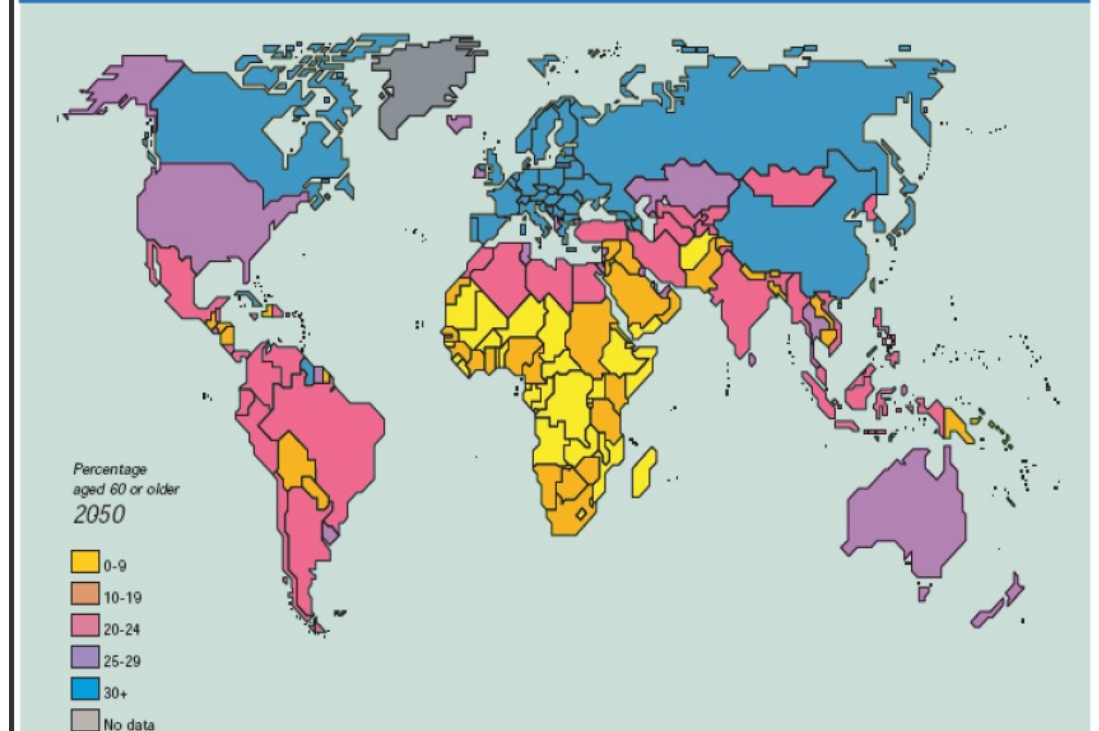 Percentage
aged 60 or older
2050
0-9
10-19
20-24
25-29
30+
No data